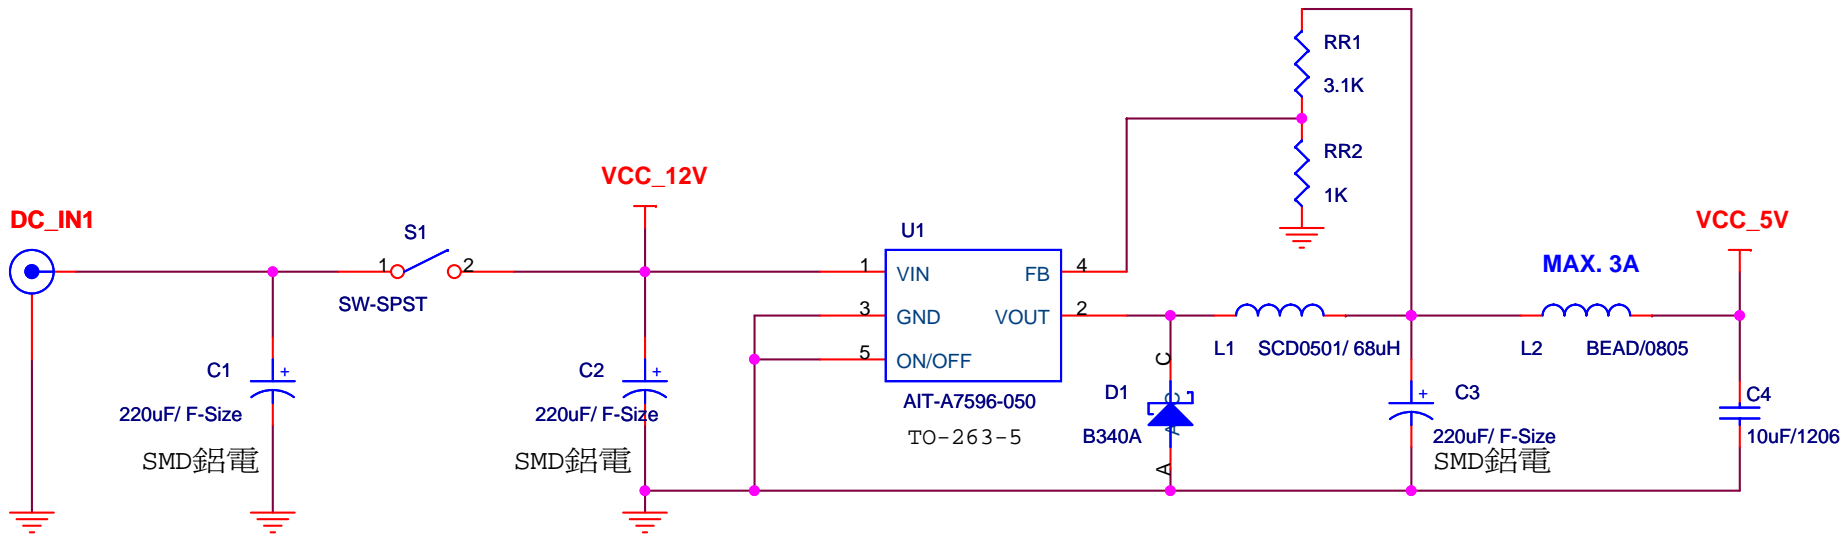 DC_IN1
C1
+
220uF/ F-Size
SMD鋁電
S1
1
2
SW-SPST
VCC_12V
C2
+
220uF/ F-Size
SMD鋁電
U1
1
VIN
FB
4
3
GND
VOUT
2
5
ON/OFF
AIT-A7596-050
TO-263-5
RR1
3.1K
RR2
1K
C
D1
A C
B340A
A
L1
SCD0501/ 68uH
+
C3
220uF/ F-Size
SMD鋁電
MAX. 3A
L2
BEAD/0805
VCC_5V
C4
10uF/1206